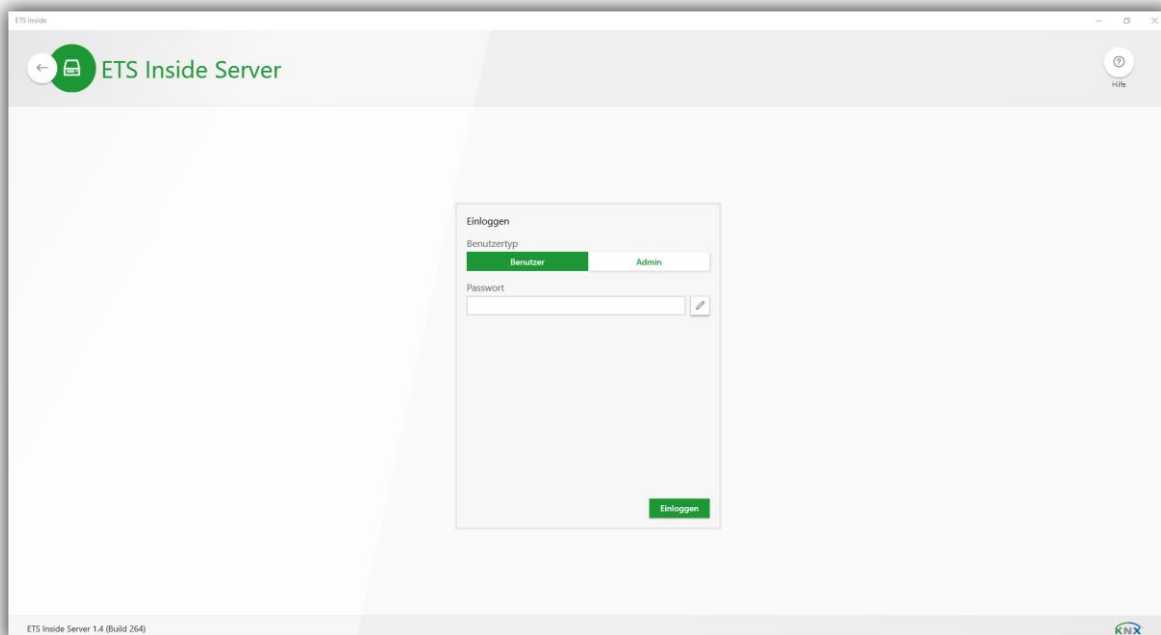 ETS Inside
ETS Inside Server
Hilfe
Einloggen
Benutzertyp
Benutzer Admin
Passwort
Einloggen
ETS Inside Server 1.4 (Build 264)
KNX